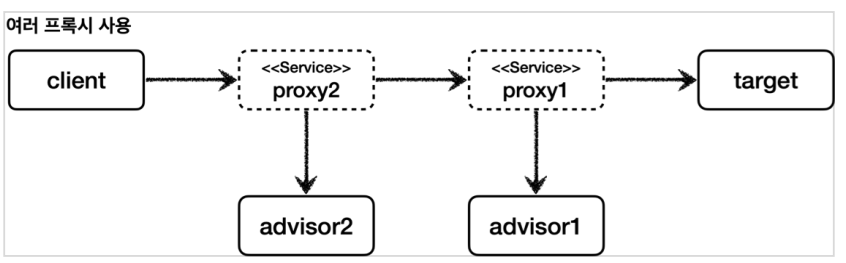 여러 프록시 사용
client
<<Service>>
proxy2
<<Service>>
proxy1
target
advisor2
advisor1